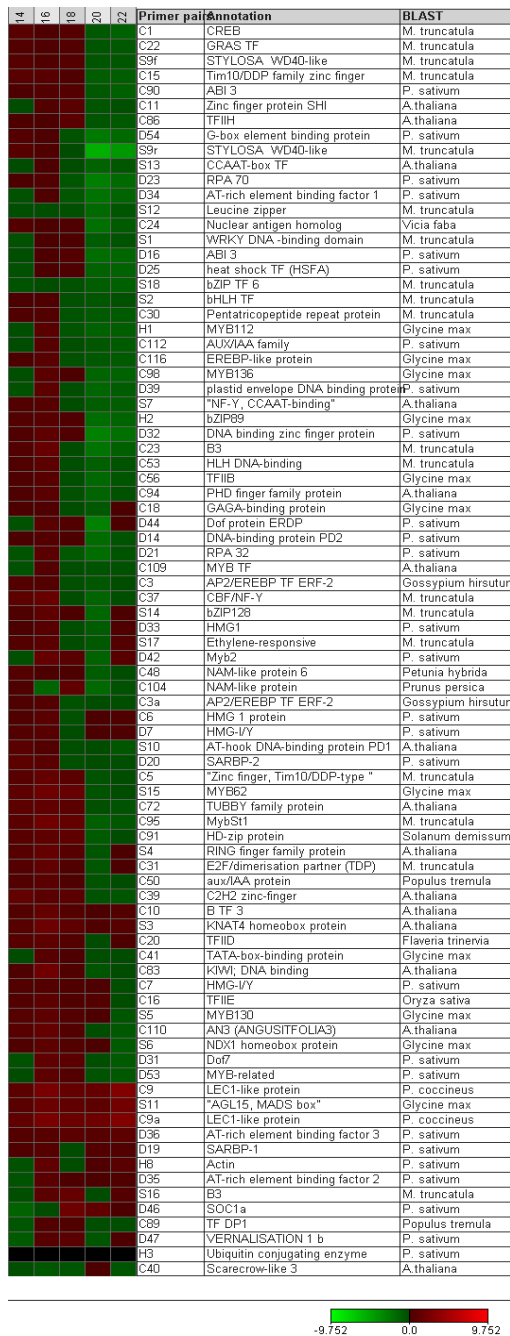 14 16 18 20 22 Primer pairs Annotation BLAST
C1 CREB M. truncatula
C22 GRAS TF M. truncatula
S9f STYLOSA WD40-like M. truncatula
C15 Tim10/DDP family zinc finger M. truncatula
C90 ABI 3 P. sativum
C11 Zinc finger protein SHI A.thaliana
C86 TFIIH A.thaliana
D54 G-box element binding protein P. sativum
S9r STYLOSA WD40-like M. truncatula
S13 CCAAT-box TF A.thaliana
D23 RPA 70 P. sativum
D34 AT-rich element binding factor 1 P. sativum
S12 Leucine zipper M. truncatula
C24 Nuclear antigen homolog Vicia faba
S1 WRKY DNA -binding domain M. truncatula
D16 ABI 3 P. sativum
D25 heat shock TF (HSFA) P. sativum
S18 bZIP TF 6 M. truncatula
S2 bHLH TF M. truncatula
C30 Pentatricopeptide repeat protein M. truncatula
H1 MYB112 Glycine max
C112 AUX/IAA family P. sativum
C116 EREBP-like protein Glycine max
C98 MYB136 Glycine max
D39 plastid envelope DNA binding protein P. sativum
S7 "NF-Y, CCAAT-binding" A.thaliana
H2 bZIP89 Glycine max
D32 DNA binding zinc finger protein P. sativum
C23 B3 M. truncatula
C53 HLH DNA-binding M. truncatula
C56 TFIIB Glycine max
C94 PHD finger family protein A.thaliana
C18 GAGA-binding protein Glycine max
D44 Dof protein ERDP P. sativum
D14 DNA-binding protein PD2 P. sativum
D21 RPA 32 P. sativum
C109 MYB TF A.thaliana
C3 AP2/EREBP TF ERF-2 Gossypium hirsutur
C37 CBF/NF-Y M. truncatula
S14 bZIP128 M. truncatula
D33 HMG1 P. sativum
S17 Ethylene-responsive M. truncatula
D42 Myb2 P. sativum
C48 NAM-like protein 6 Petunia hybrida
C104 NAM-like protein Prunus persica
C3a AP2/EREBP TF ERF-2 Gossypium hirsutur
C6 HMG 1 protein P. sativum
D7 HMG-I/Y P. sativum
S10 AT-hook DNA-binding protein PD1 A.thaliana
D20 SARBP-2 P. sativum
C5 "Zinc finger, Tim10/DDP-type " M. truncatula
S15 MYB62 Glycine max
C72 TUBBY family protein A.thaliana
C95 MybSt1 M. truncatula
C91 HD-zip protein Solanum demissum
S4 RING finger family protein A.thaliana
C31 E2F/dimerisation partner (TDP) M. truncatula
C50 aux/IAA protein Populus tremula
C39 C2H2 zinc-finger A.thaliana
C10 B TF 3 A.thaliana
S3 KNAT4 homeobox protein A.thaliana
C20 TFIID Flaveria trinervia
C41 TATA-box-binding protein Glycine max
C83 KIWI; DNA binding A.thaliana
C7 HMG-I/Y P. sativum
C16 TFIIE Oryza sativa
S5 MYB130 Glycine max
C110 AN3 (ANGUSITFOLIA3) A.thaliana
S6 NDX1 homeobox protein Glycine max
D31 Dof7 P. sativum
D53 MYB-related P. sativum
C9 LEC1-like protein P. coccineus
S11 "AGL15, MADS box" Glycine max
C9a LEC1-like protein P. coccineus
D36 AT-rich element binding factor 3 P. sativum
D19 SARBP-1 P. sativum
H8 Actin P. sativum
D35 AT-rich element binding factor 2 P. sativum
S16 B3 M. truncatula
D46 SOC1a P. sativum
C89 TF DP1 Populus tremula
D47 VERNALISATION 1 b P. sativum
H3 Ubiquitin conjugating enzyme P. sativum
C40 Scarecrow-like 3 A.thaliana
-9.752 0.0 9.752